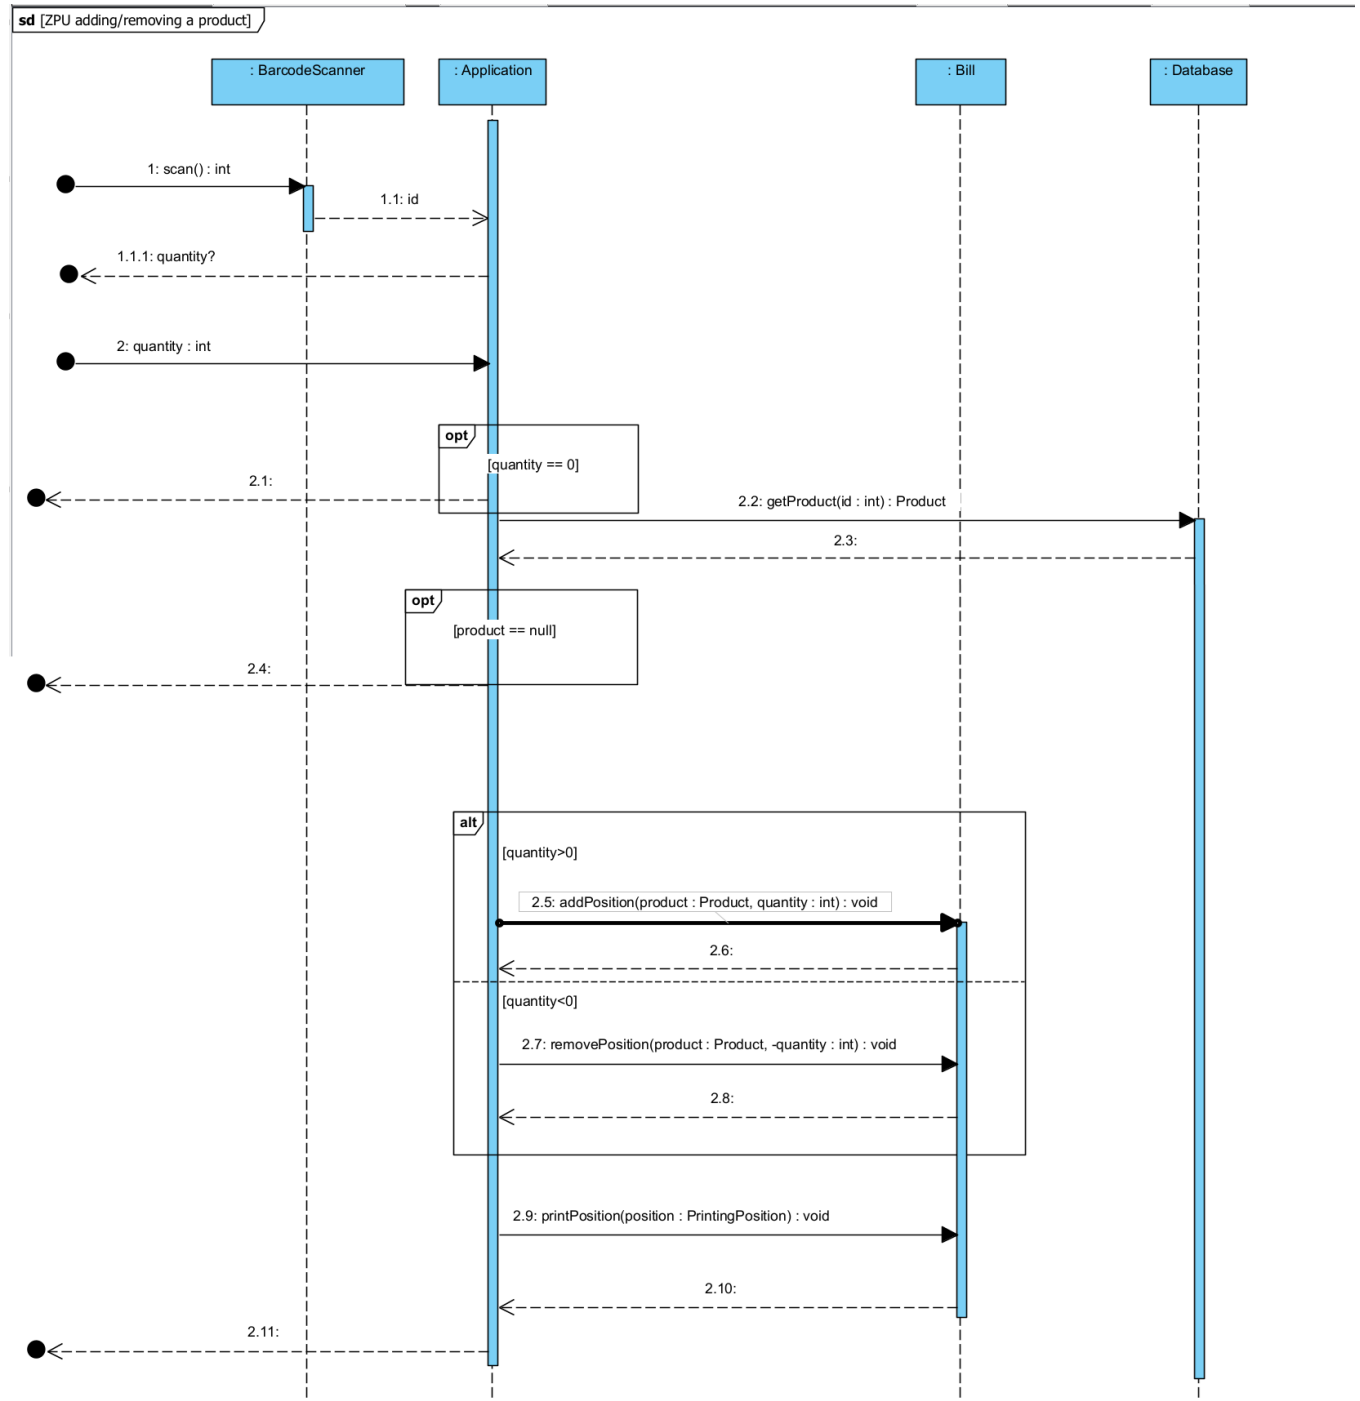 sd [ZPU adding/removing a product]
: BarcodeScanner
: Application
: Bill
: Database
1: scan() : int
1.1: id
1.1.1: quantity?
2: quantity : int
opt
[quantity == 0]
2.1:
2.2: getProduct(id : int) : Product
2.3:
opt
[product == null]
2.4:
alt
[quantity>0]
2.5: addPosition(product : Product, quantity : int) : void
2.6:
[quantity<0]
2.7: removePosition(product : Product, -quantity : int) : void
2.8:
2.9: printPosition(position : PrintingPosition) : void
2.10:
2.11: